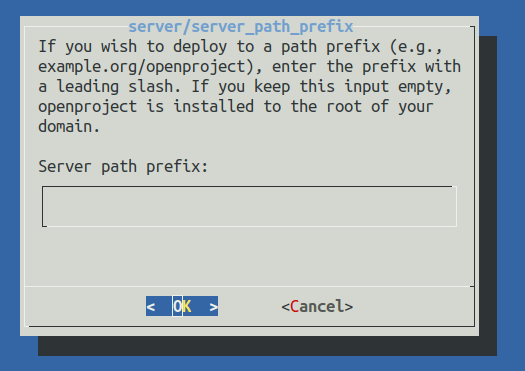 server/server_path_prefix
If you wish to deploy to a path prefix (e.g.,
example.org/openproject), enter the prefix with
a leading slash. If you keep this input empty,
openproject is installed to the root of your
domain.
Server path prefix:
<  OK  > <Cancel>